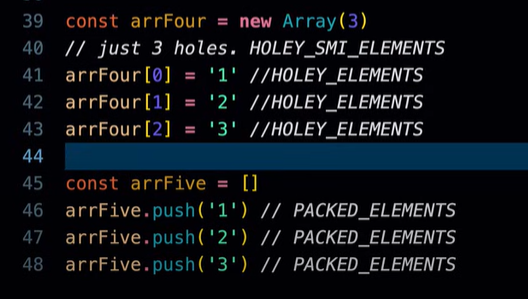 39 const arrFour = new Array(3)
40 // just 3 holes. HOLEY_SMI_ELEMENTS
41 arrFour[0] = '1' //HOLEY_ELEMENTS
42 arrFour[1] = '2' //HOLEY_ELEMENTS
43 arrFour[2] = '3' //HOLEY_ELEMENTS
44
45 const arrFive = []
46 arrFive.push('1') // PACKED_ELEMENTS
47 arrFive.push('2') // PACKED_ELEMENTS
48 arrFive.push('3') // PACKED_ELEMENTS